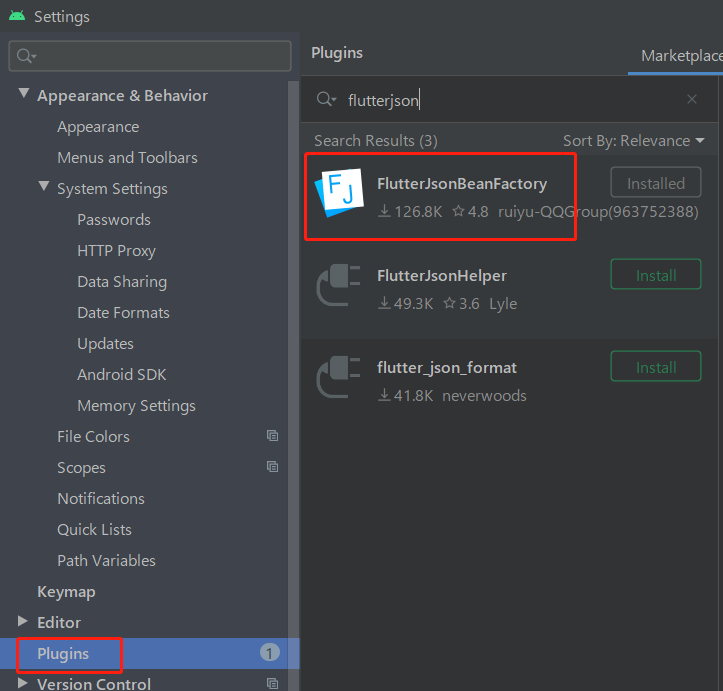 Settings
Appearance & Behavior
Appearance
Menus and Toolbars
System Settings
Passwords
HTTP Proxy
Data Sharing
Date Formats
Updates
Android SDK
Memory Settings
File Colors
Scopes
Notifications
Quick Lists
Path Variables
Keymap
Editor
Plugins 1
Version Control
Plugins Marketplace
flutterjson
Search Results (3) Sort By: Relevance
FlutterJsonBeanFactory Installed
126.8K 4.8 ruiyu-QQGroup(963752388)
FlutterJsonHelper Install
49.3K 3.6 Lyle
flutter_json_format Install
41.8K neverwoods
FJ